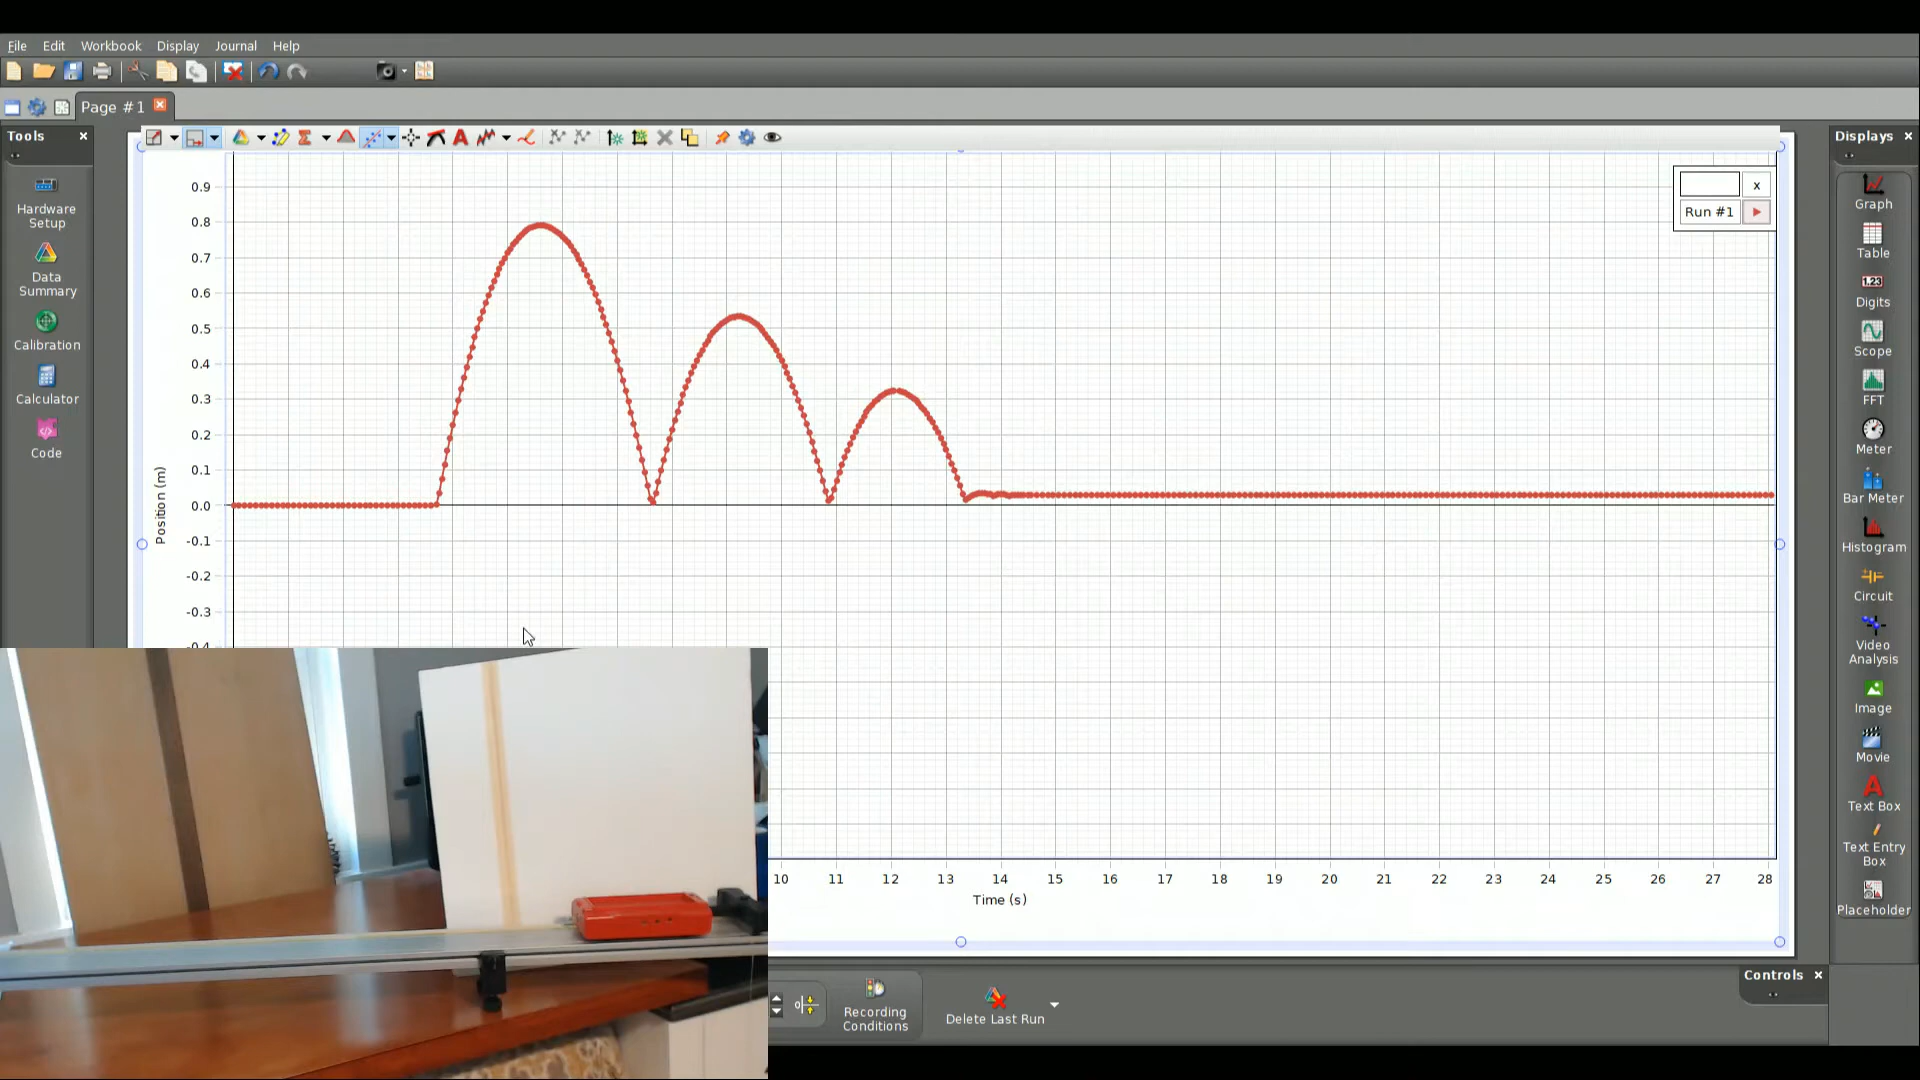 File Edit Workbook Display Journal Help
Page #1
Tools
Displays
Hardware
Setup
Data
Summary
Calibration
Calculator
Code
Position (m)
0.9
0.8
0.7
0.6
0.5
0.4
0.3
0.2
0.1
0.0
-0.1
-0.2
-0.3
-0.4
x
Run #1
10 11 12 13 14 15 16 17 18 19 20 21 22 23 24 25 26 27 28
Time (s)
Graph
Table
1.23
Digits
Scope
FFT
Meter
Bar Meter
Histogram
Circuit
Video
Analysis
Image
Movie
Text Box
Text Entry
Box
Placeholder
Recording
Conditions
Delete Last Run
Controls